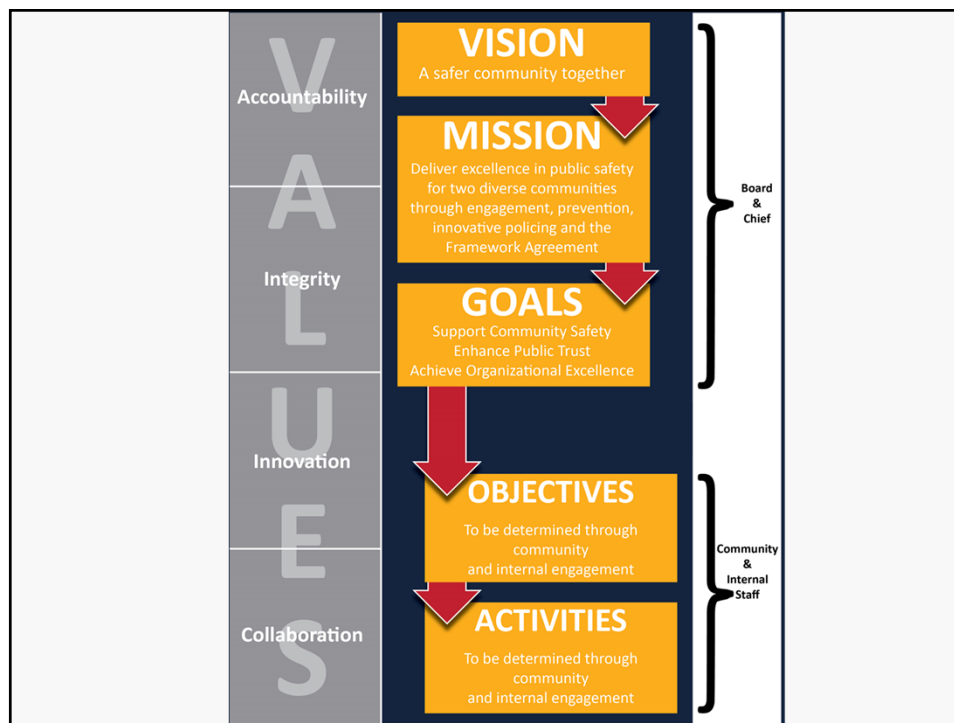 VALUES
Accountability
Integrity
Innovation
Collaboration
VISION
A safer community together
MISSION
Deliver excellence in public safety
for two diverse communities
through engagement, prevention,
innovative policing and the
Framework Agreement
GOALS
Support Community Safety
Enhance Public Trust
Achieve Organizational Excellence
OBJECTIVES
To be determined through
community
and internal engagement
ACTIVITIES
To be determined through
community
and internal engagement
Board
&
Chief
Community
&
Internal
Staff